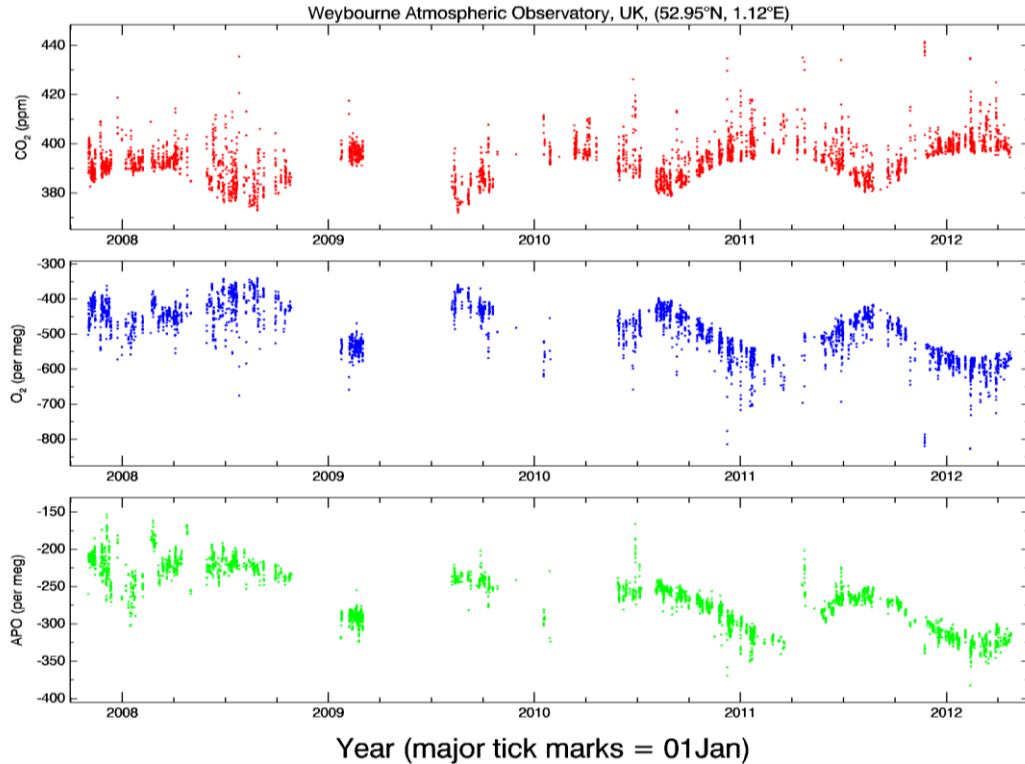 Weybourne Atmospheric Observatory, UK, (52.95°N, 1.12°E)
CO₂ (ppm)
440
420
400
380
2008 2009 2010 2011 2012
O₂ (per meg)
-300
-400
-500
-600
-700
-800
2008 2009 2010 2011 2012
APO (per meg)
-150
-200
-250
-300
-350
-400
2008 2009 2010 2011 2012
Year (major tick marks = 01Jan)